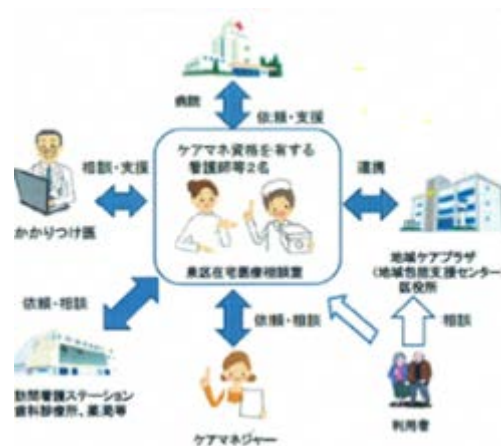 病院
依頼・支援
ケアマネ資格を有する
看護師等2名
相談・支援
連携
かかりつけ医
泉区在宅医療相談室
地域ケアプラザ
(地域包括支援センター)
区役所
依頼・相談
依頼・相談
相談
訪問看護ステーション
歯科診療所、薬局等
利用者
ケアマネジャー